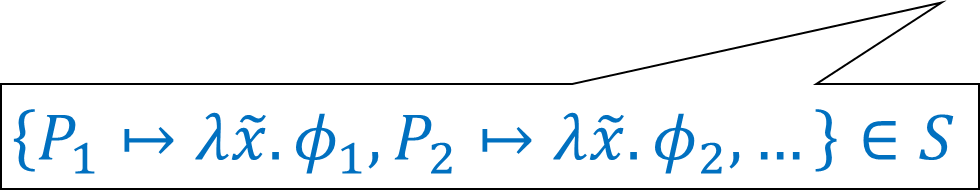 {𝑃₁ ↦ 𝜆𝑥̃. 𝜙₁, 𝑃₂ ↦ 𝜆𝑥̃. 𝜙₂, … } ∈ 𝑆